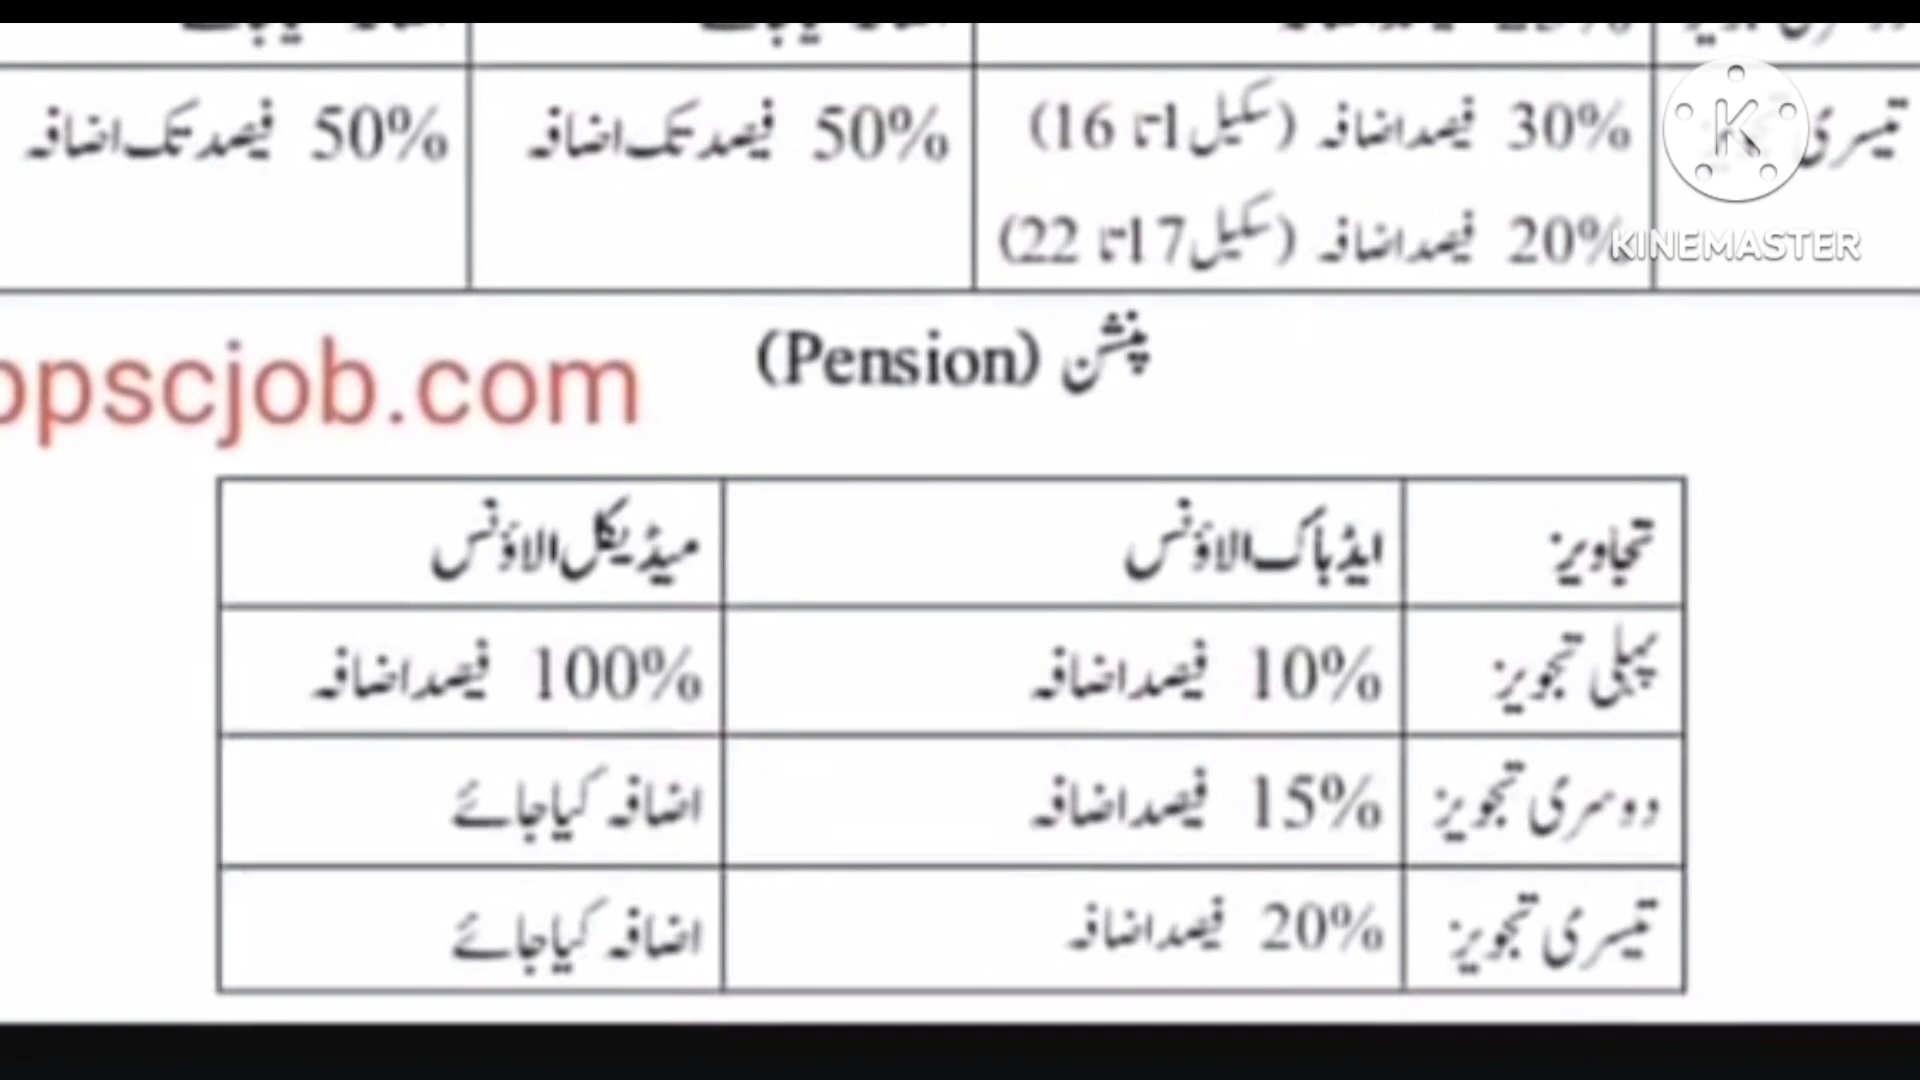 تیسری 30% فیصد اضافہ (سکیل 1 تا 16) 50% فیصد تک اضافہ 50% فیصد تک اضافہ
20% فیصد اضافہ (سکیل 17 تا 22)
KINEMASTER
پنشن (Pension)
ppscjob.com
تجاویز ایڈہاک الاؤنس میڈیکل الاؤنس
پہلی تجویز 10% فیصد اضافہ 100% فیصد اضافہ
دوسری تجویز 15% فیصد اضافہ اضافہ کیا جائے
تیسری تجویز 20% فیصد اضافہ اضافہ کیا جائے